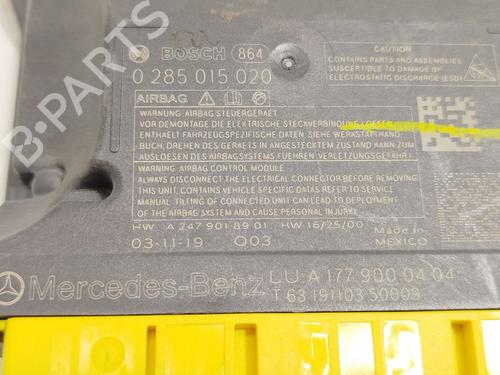 BOSCH 864
0 285 015 020
CAUTION
CONTAINS PARTS AND ASSEMBLIES
SUSCEPTIBLE TO DAMAGE BY
ELECTROSTATIC DISCHARGE (ESD)
AIRBAG
WARNUNG: AIRBAG STEUERGERAET
VOR DEMONTAGE DIE ELEKTRISCHE STECKVERBINDUNG LOESEN
ENTHAELT FAHRZEUGSPEZIFISCHE DATEN, SIEHE WERKSTATTHAND-
BUCH, DREHEN DES GERAETS IN ANGESTECKTEM ZUSTAND KANN ZUM
AUSLOESEN DES AIRBAGSYSTEMS FUEHREN. VERLETZUNGSGEFAHR!
WARNING: AIRBAG CONTROL MODULE
ALWAYS DISCONNECT THE ELECTRICAL CONNECTOR BEFORE REMOVING
THIS UNIT. CONTAINS VEHICLE SPECIFIC DATA. SEE SERVICE MANUAL
MANUAL TILTING OF CONNECTED UNIT CAN LEAD TO DEPLOYMENT
OF THE AIRBAG SYSTEM AND CAUSE PERSONAL INJURY.
HW A 247 901 89 01 HW 16/25/00
03-11-19 Q03
Made in
MEXICO
Mercedes-Benz LU A 177 900 04 04
T 63 191103 50009
B-PARTS